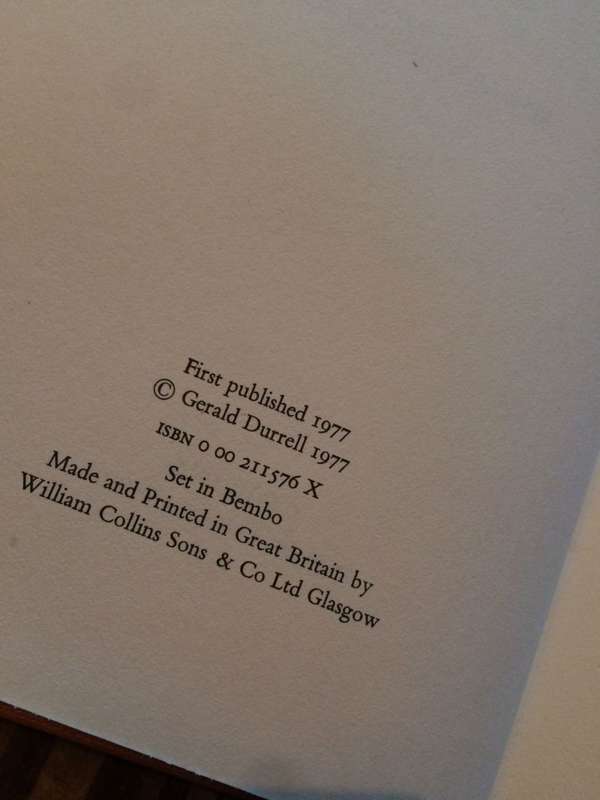 First published 1977
© Gerald Durrell 1977
ISBN 0 00 211576 X
Set in Bembo
Made and Printed in Great Britain by
William Collins Sons & Co Ltd Glasgow